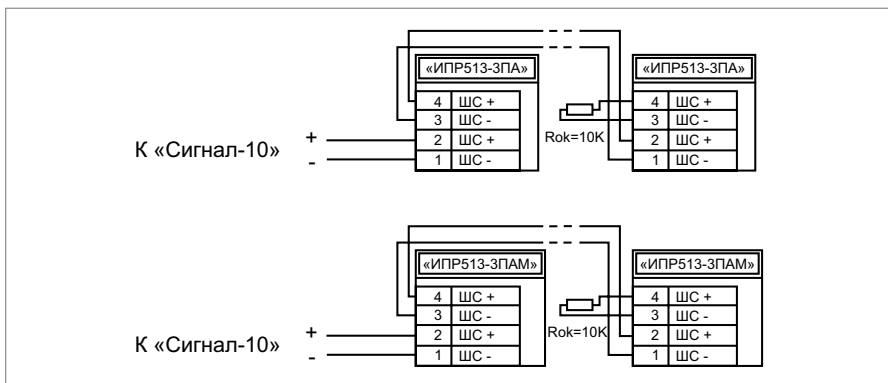 «ИПР513-3ПА»
4 ШС +
3 ШС -
2 ШС +
1 ШС -
К «Сигнал-10»
+
-
Rok=10K
«ИПР513-3ПА»
4 ШС +
3 ШС -
2 ШС +
1 ШС -
«ИПР513-3ПАМ»
4 ШС +
3 ШС -
2 ШС +
1 ШС -
К «Сигнал-10»
+
-
Rok=10K
«ИПР513-3ПАМ»
4 ШС +
3 ШС -
2 ШС +
1 ШС -